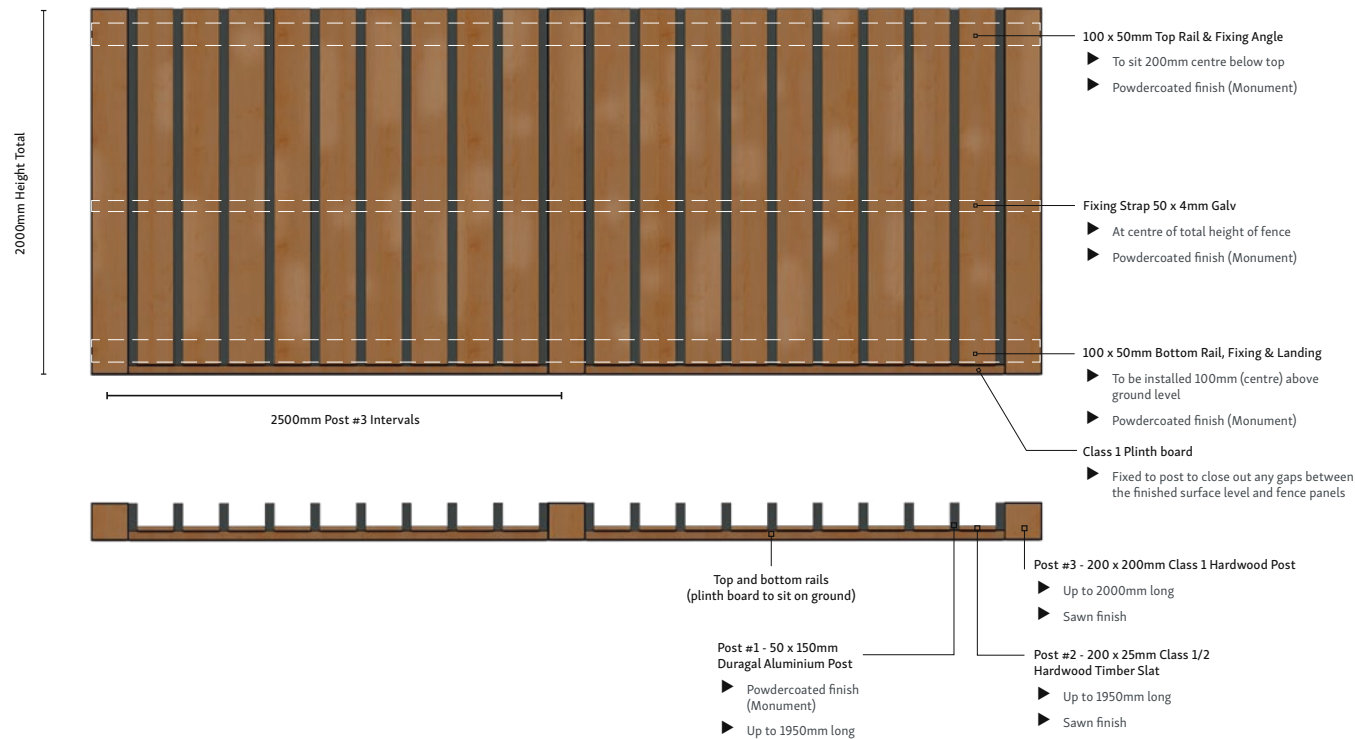 2000mm Height Total
100 x 50mm Top Rail & Fixing Angle
To sit 200mm centre below top
Powdercoated finish (Monument)
Fixing Strap 50 x 4mm Galv
At centre of total height of fence
Powdercoated finish (Monument)
100 x 50mm Bottom Rail, Fixing & Landing
To be installed 100mm (centre) above
ground level
Powdercoated finish (Monument)
Class 1 Plinth board
Fixed to post to close out any gaps between
the finished surface level and fence panels
2500mm Post #3 Intervals
Top and bottom rails
(plinth board to sit on ground)
Post #3 - 200 x 200mm Class 1 Hardwood Post
Up to 2000mm long
Sawn finish
Post #1 - 50 x 150mm
Duragal Aluminium Post
Powdercoated finish
(Monument)
Up to 1950mm long
Post #2 - 200 x 25mm Class 1/2
Hardwood Timber Slat
Up to 1950mm long
Sawn finish